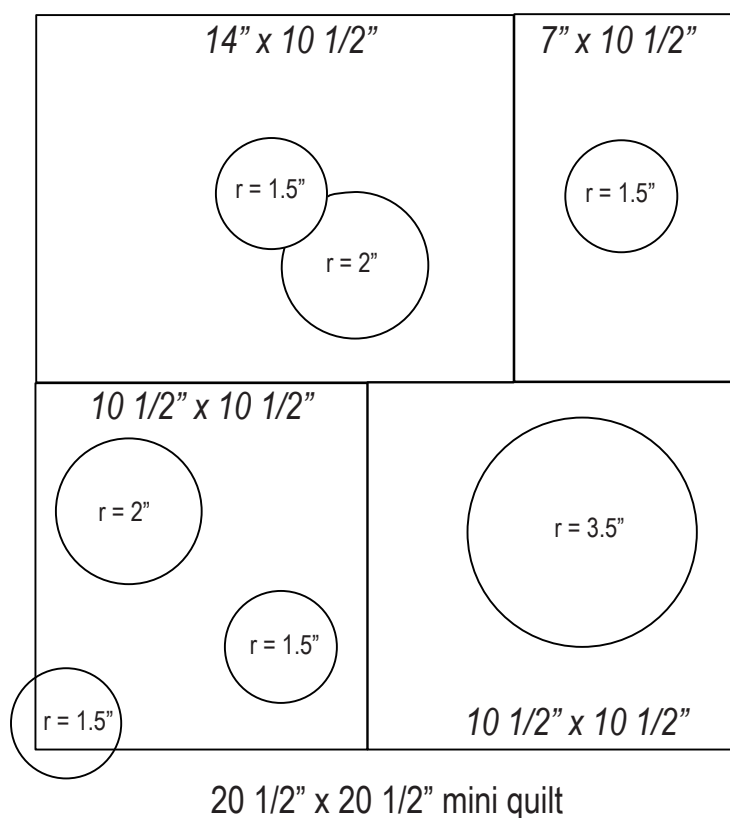 14” x 10 1/2”
7” x 10 1/2”
r = 1.5”
r = 2”
r = 1.5”
10 1/2” x 10 1/2”
r = 2”
r = 1.5”
r = 1.5”
r = 3.5”
10 1/2” x 10 1/2”
20 1/2” x 20 1/2” mini quilt